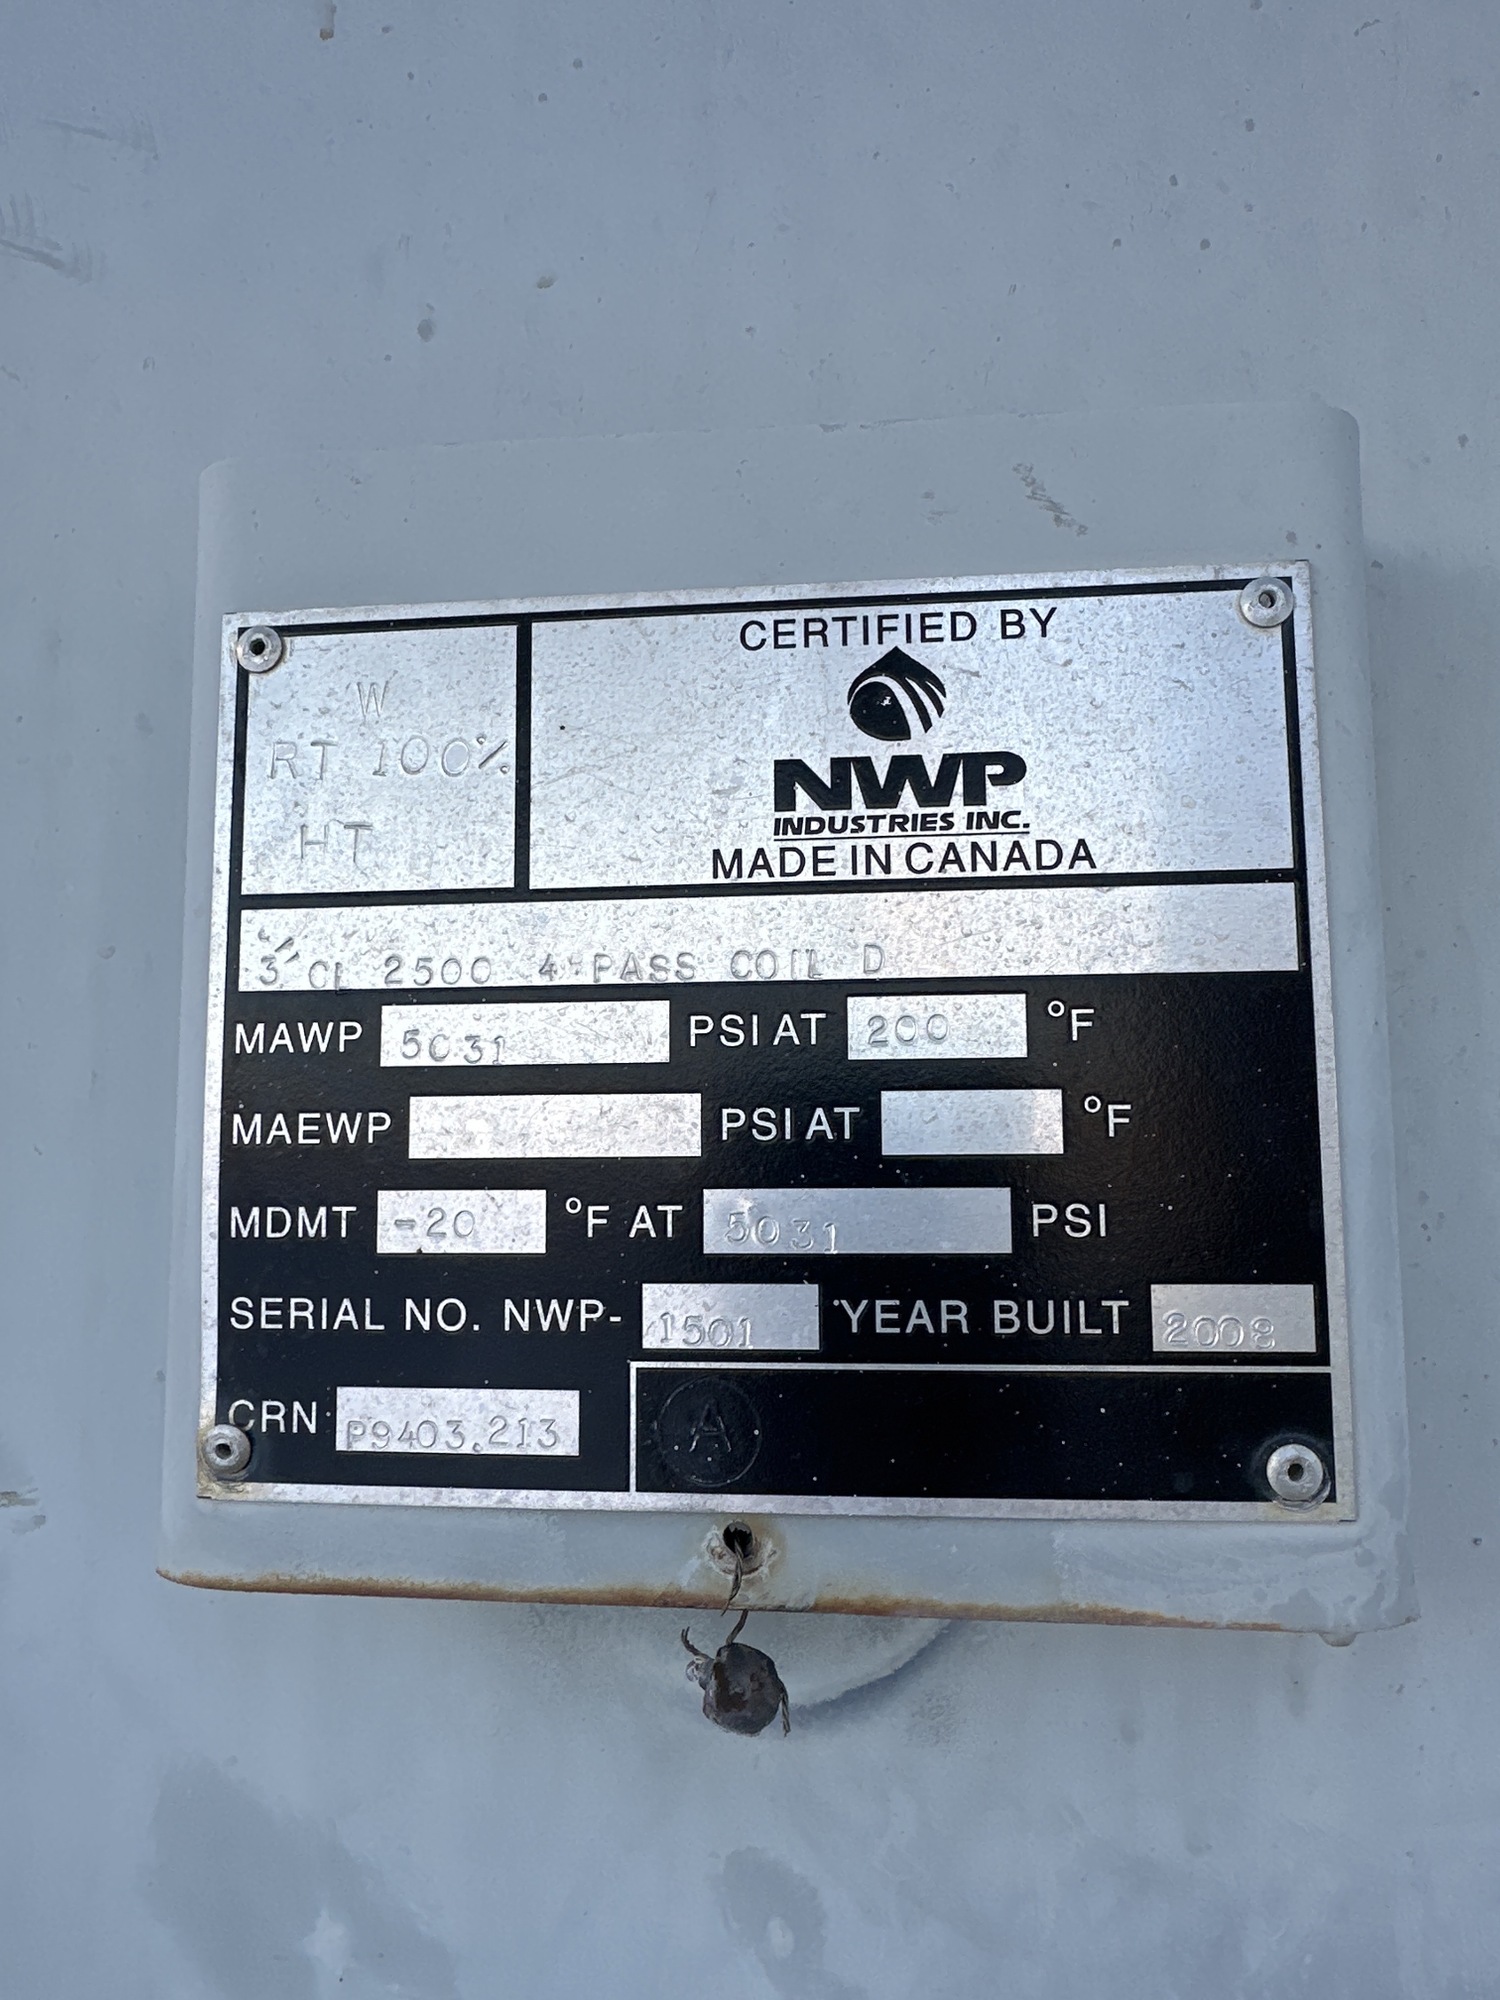 CERTIFIED BY
W
RT 100%
HT
NWP
INDUSTRIES INC.
MADE IN CANADA
3" CL 2500 4 PASS COIL D
MAWP 5031 PSI AT 200 °F
MAEWP PSI AT °F
MDMT -20 °F AT 5031 PSI
SERIAL NO. NWP- 1501 YEAR BUILT 2008
CRN P9403.213
A